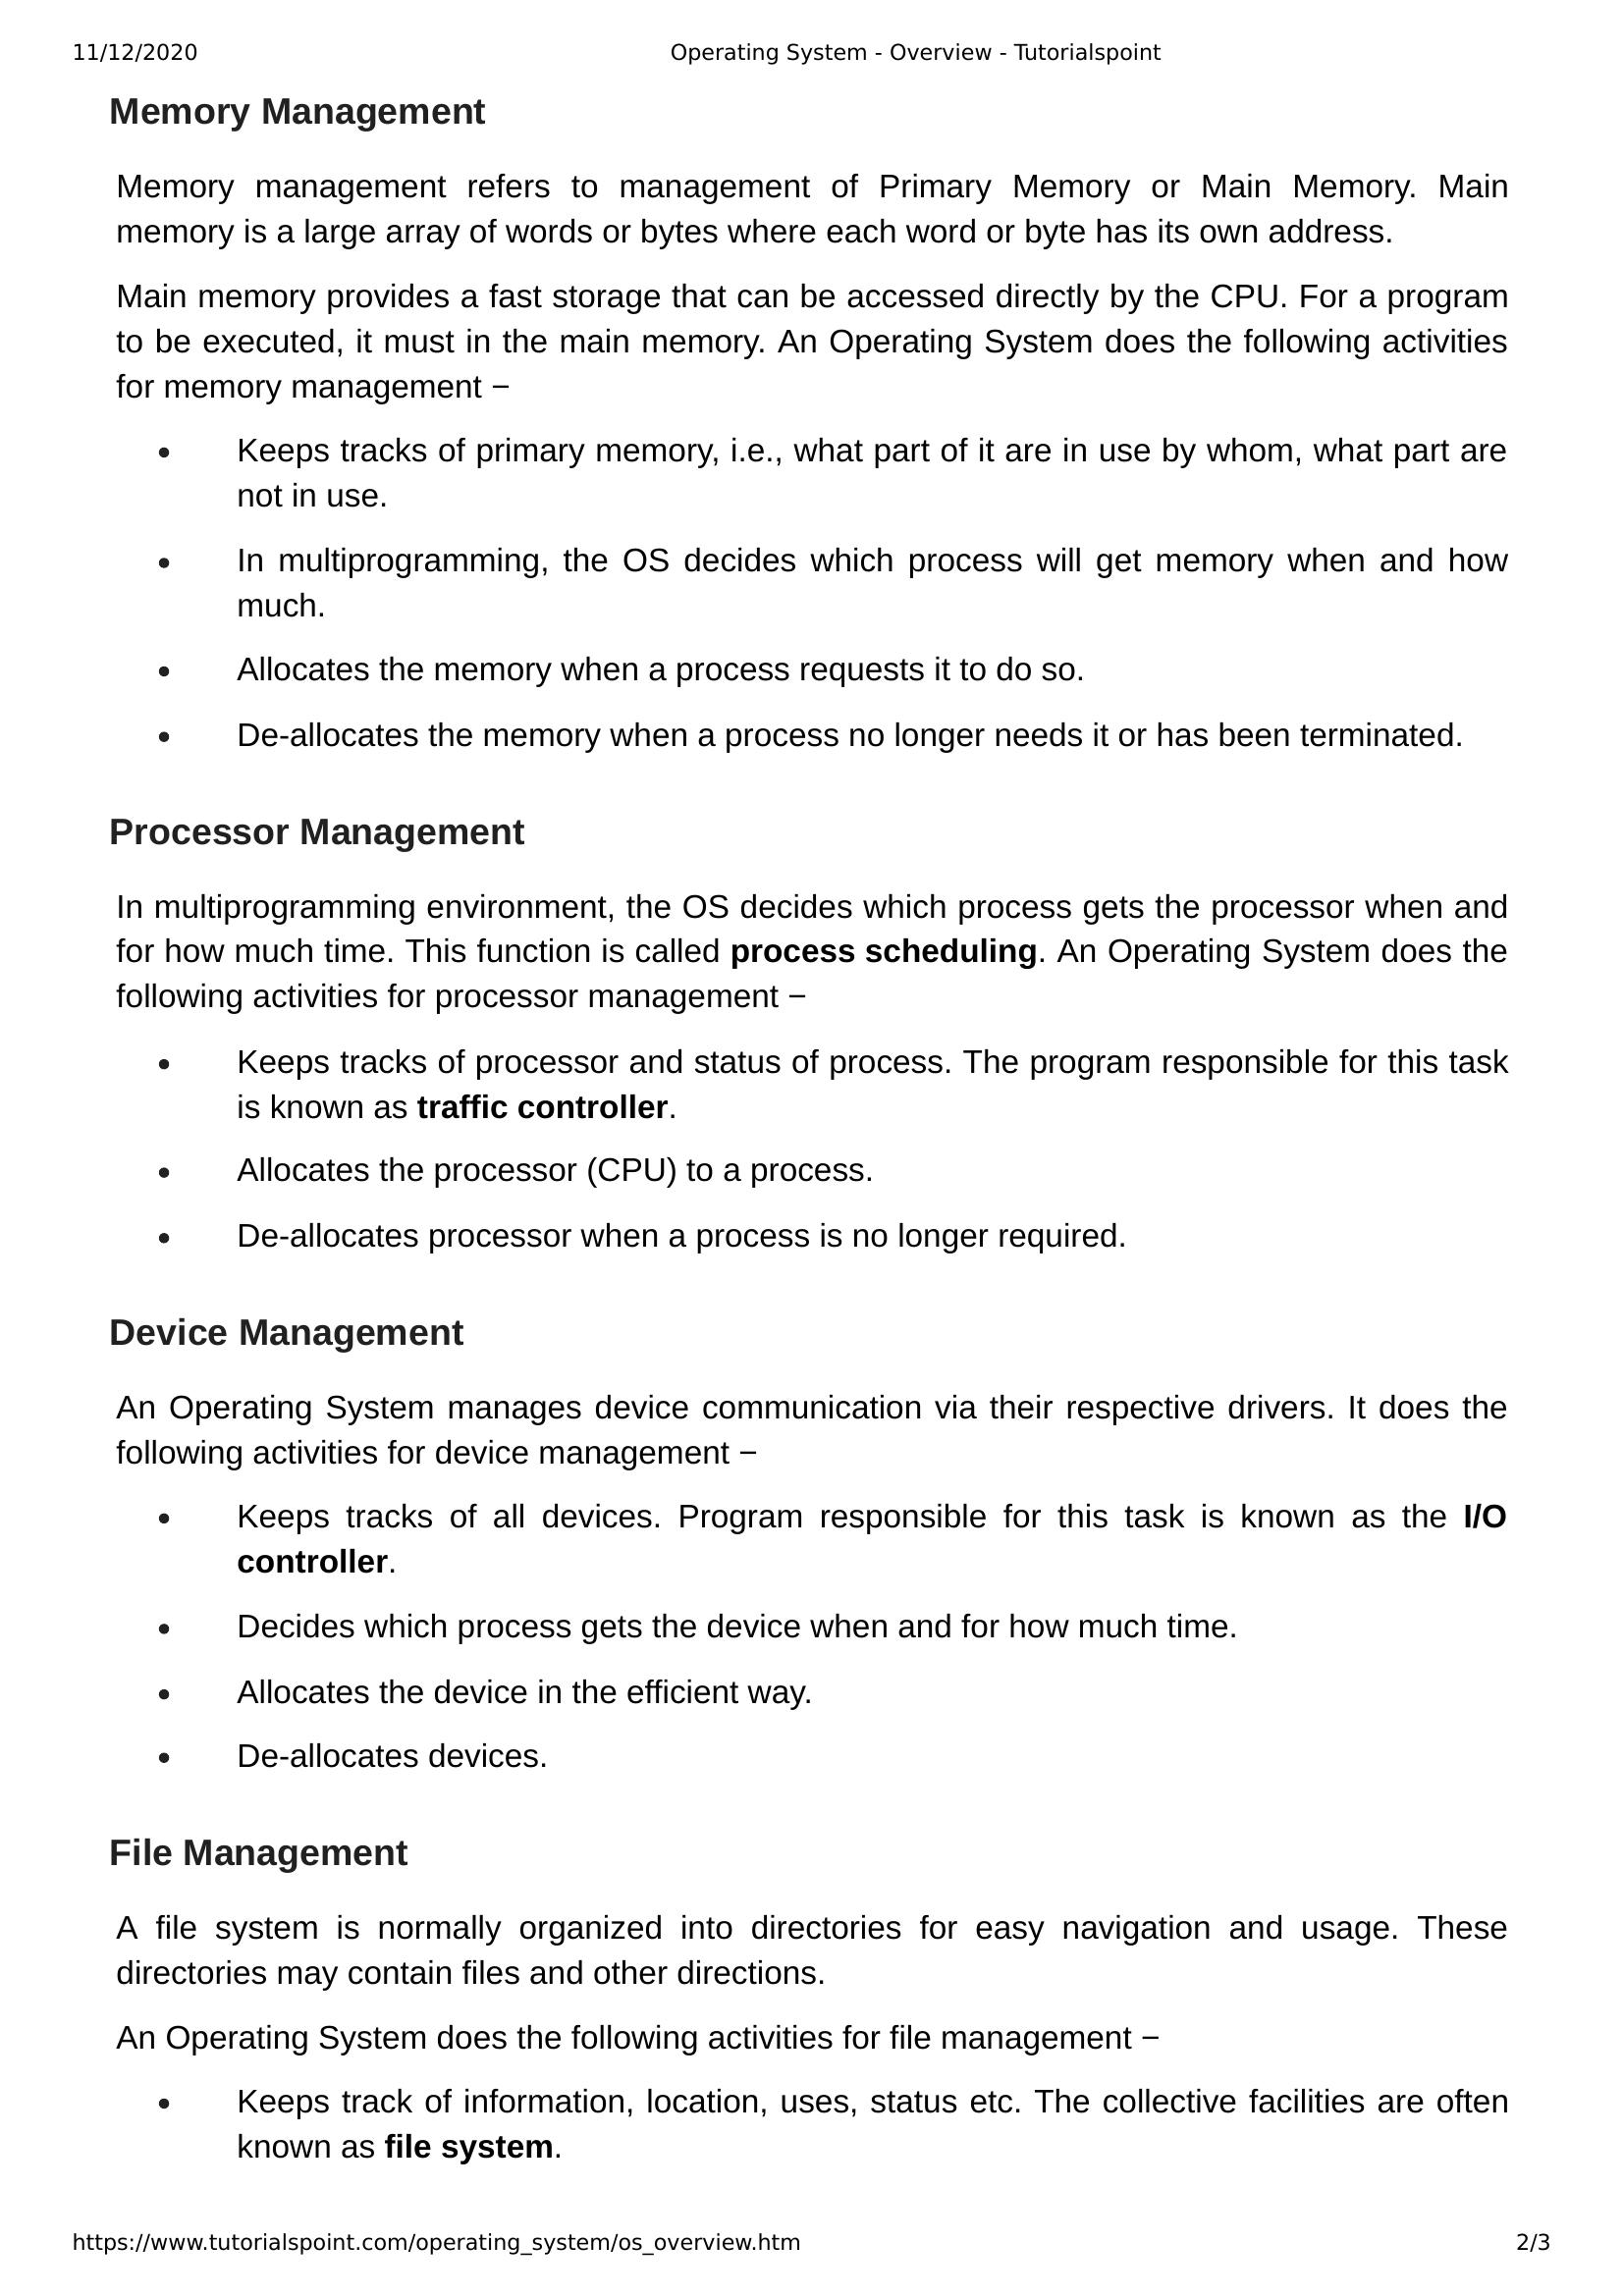 11/12/2020 Operating System - Overview - Tutorialspoint
Memory Management
Memory management refers to management of Primary Memory or Main Memory. Main
memory is a large array of words or bytes where each word or byte has its own address.
Main memory provides a fast storage that can be accessed directly by the CPU. For a program
to be executed, it must in the main memory. An Operating System does the following activities
for memory management −
• Keeps tracks of primary memory, i.e., what part of it are in use by whom, what part are
not in use.
• In multiprogramming, the OS decides which process will get memory when and how
much.
• Allocates the memory when a process requests it to do so.
• De-allocates the memory when a process no longer needs it or has been terminated.
Processor Management
In multiprogramming environment, the OS decides which process gets the processor when and
for how much time. This function is called process scheduling. An Operating System does the
following activities for processor management −
• Keeps tracks of processor and status of process. The program responsible for this task
is known as traffic controller.
• Allocates the processor (CPU) to a process.
• De-allocates processor when a process is no longer required.
Device Management
An Operating System manages device communication via their respective drivers. It does the
following activities for device management −
• Keeps tracks of all devices. Program responsible for this task is known as the I/O
controller.
• Decides which process gets the device when and for how much time.
• Allocates the device in the efficient way.
• De-allocates devices.
File Management
A file system is normally organized into directories for easy navigation and usage. These
directories may contain files and other directions.
An Operating System does the following activities for file management −
• Keeps track of information, location, uses, status etc. The collective facilities are often
known as file system.
https://www.tutorialspoint.com/operating_system/os_overview.htm 2/3